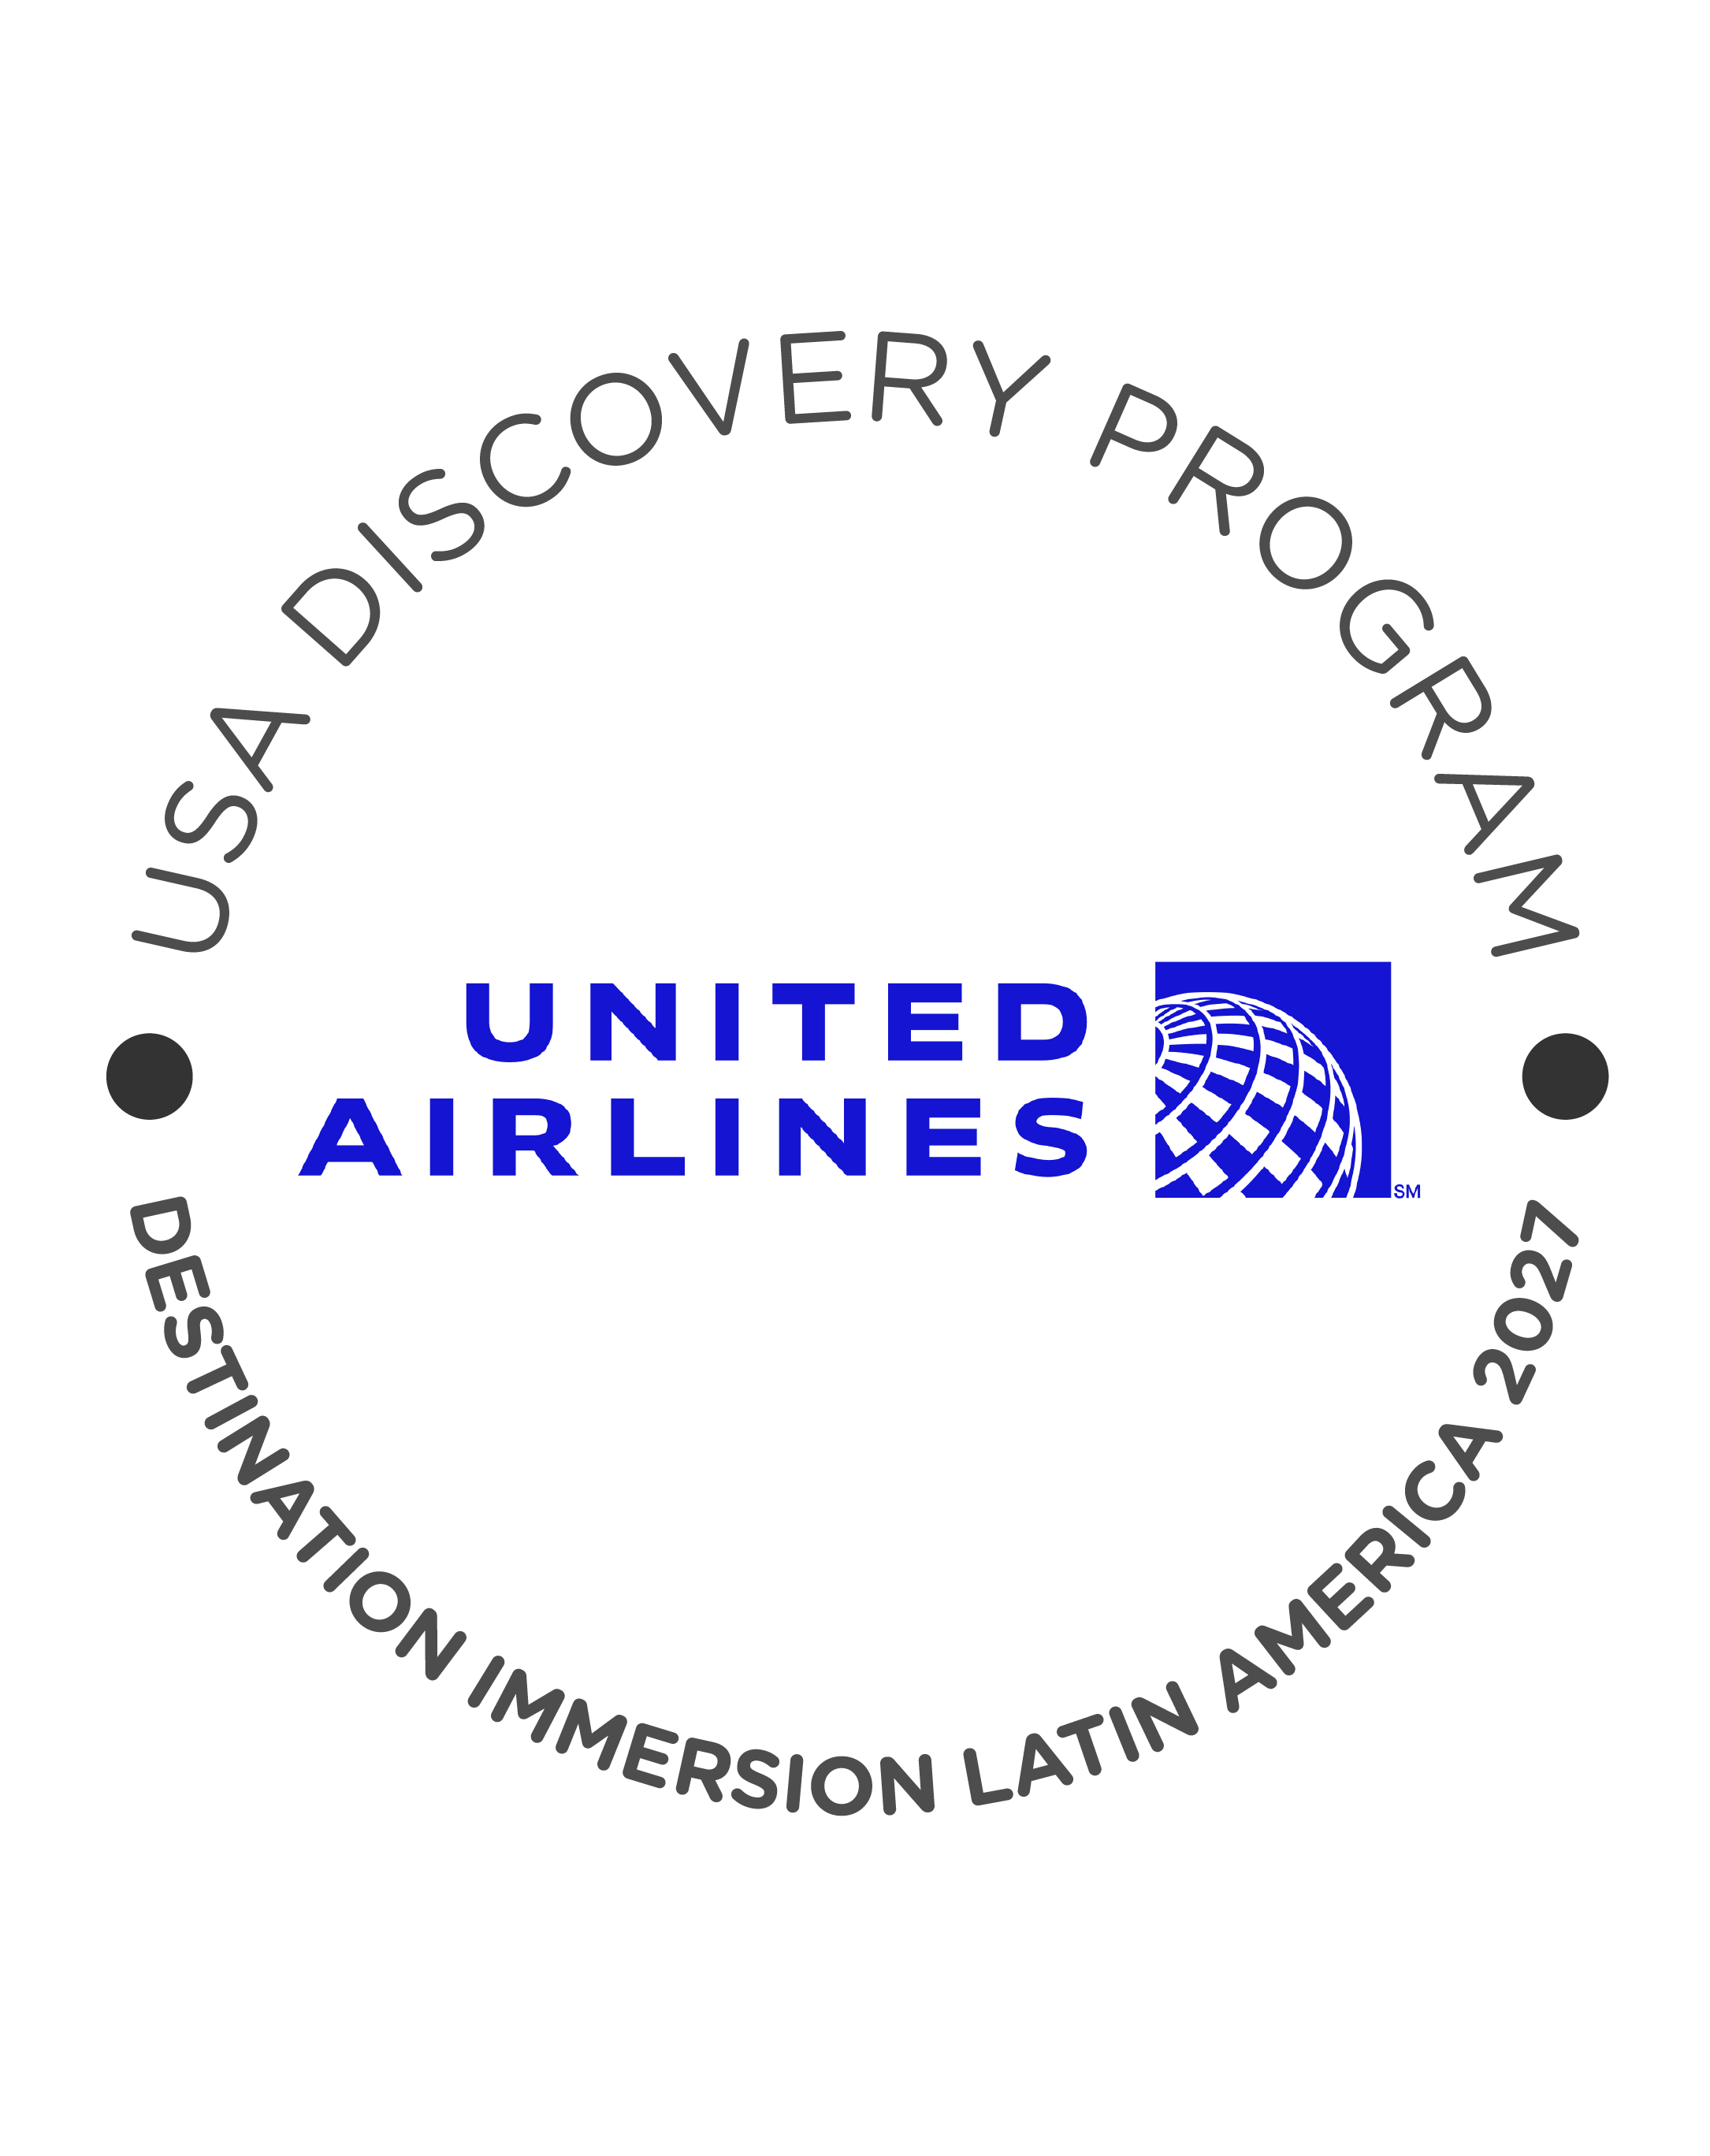 USA DISCOVERY PROGRAM
UNITED
AIRLINES
SM
DESTINATION IMMERSION LATIN AMERICA 2027